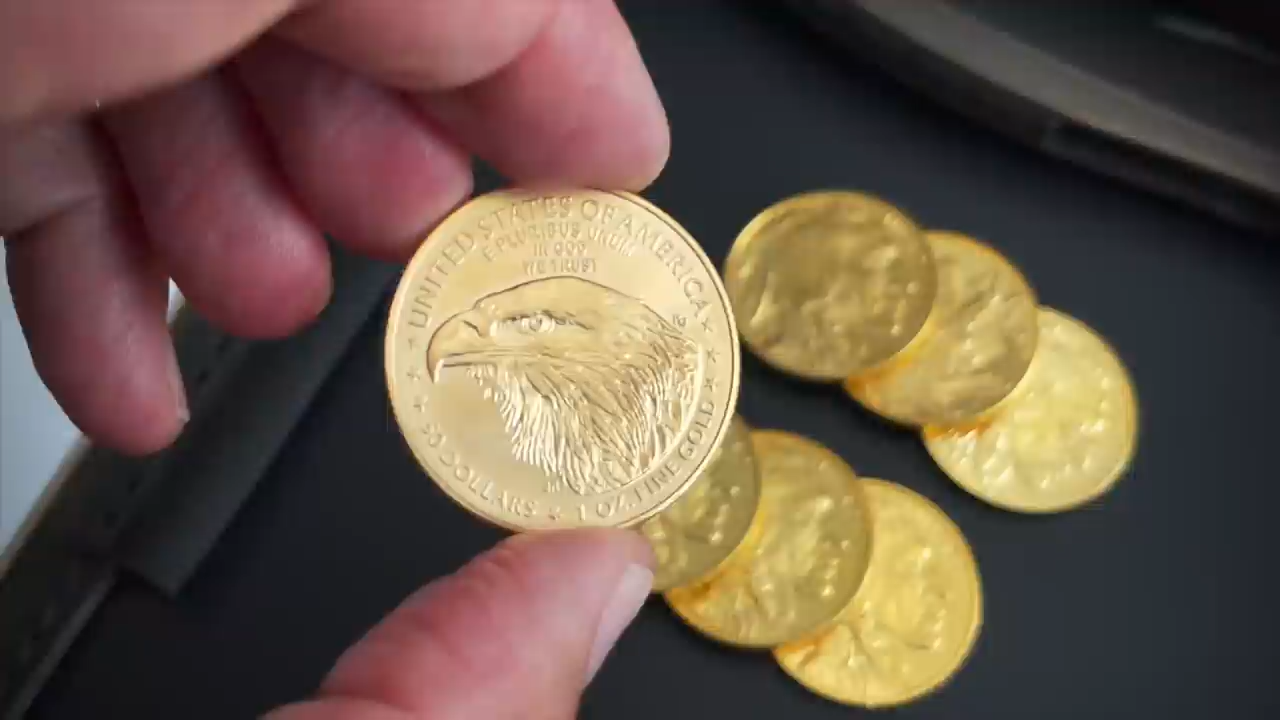 UNITED STATES OF AMERICA
E PLURIBUS UNUM
IN GOD
WE TRUST
50 DOLLARS
1 OZ. FINE GOLD